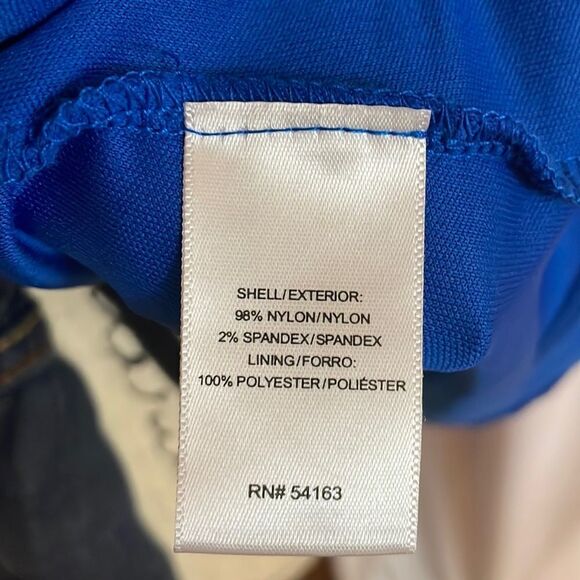 SHELL/EXTERIOR:
98% NYLON/NYLON
2% SPANDEX/SPANDEX
LINING/FORRO:
100% POLYESTER/POLIÉSTER
RN# 54163